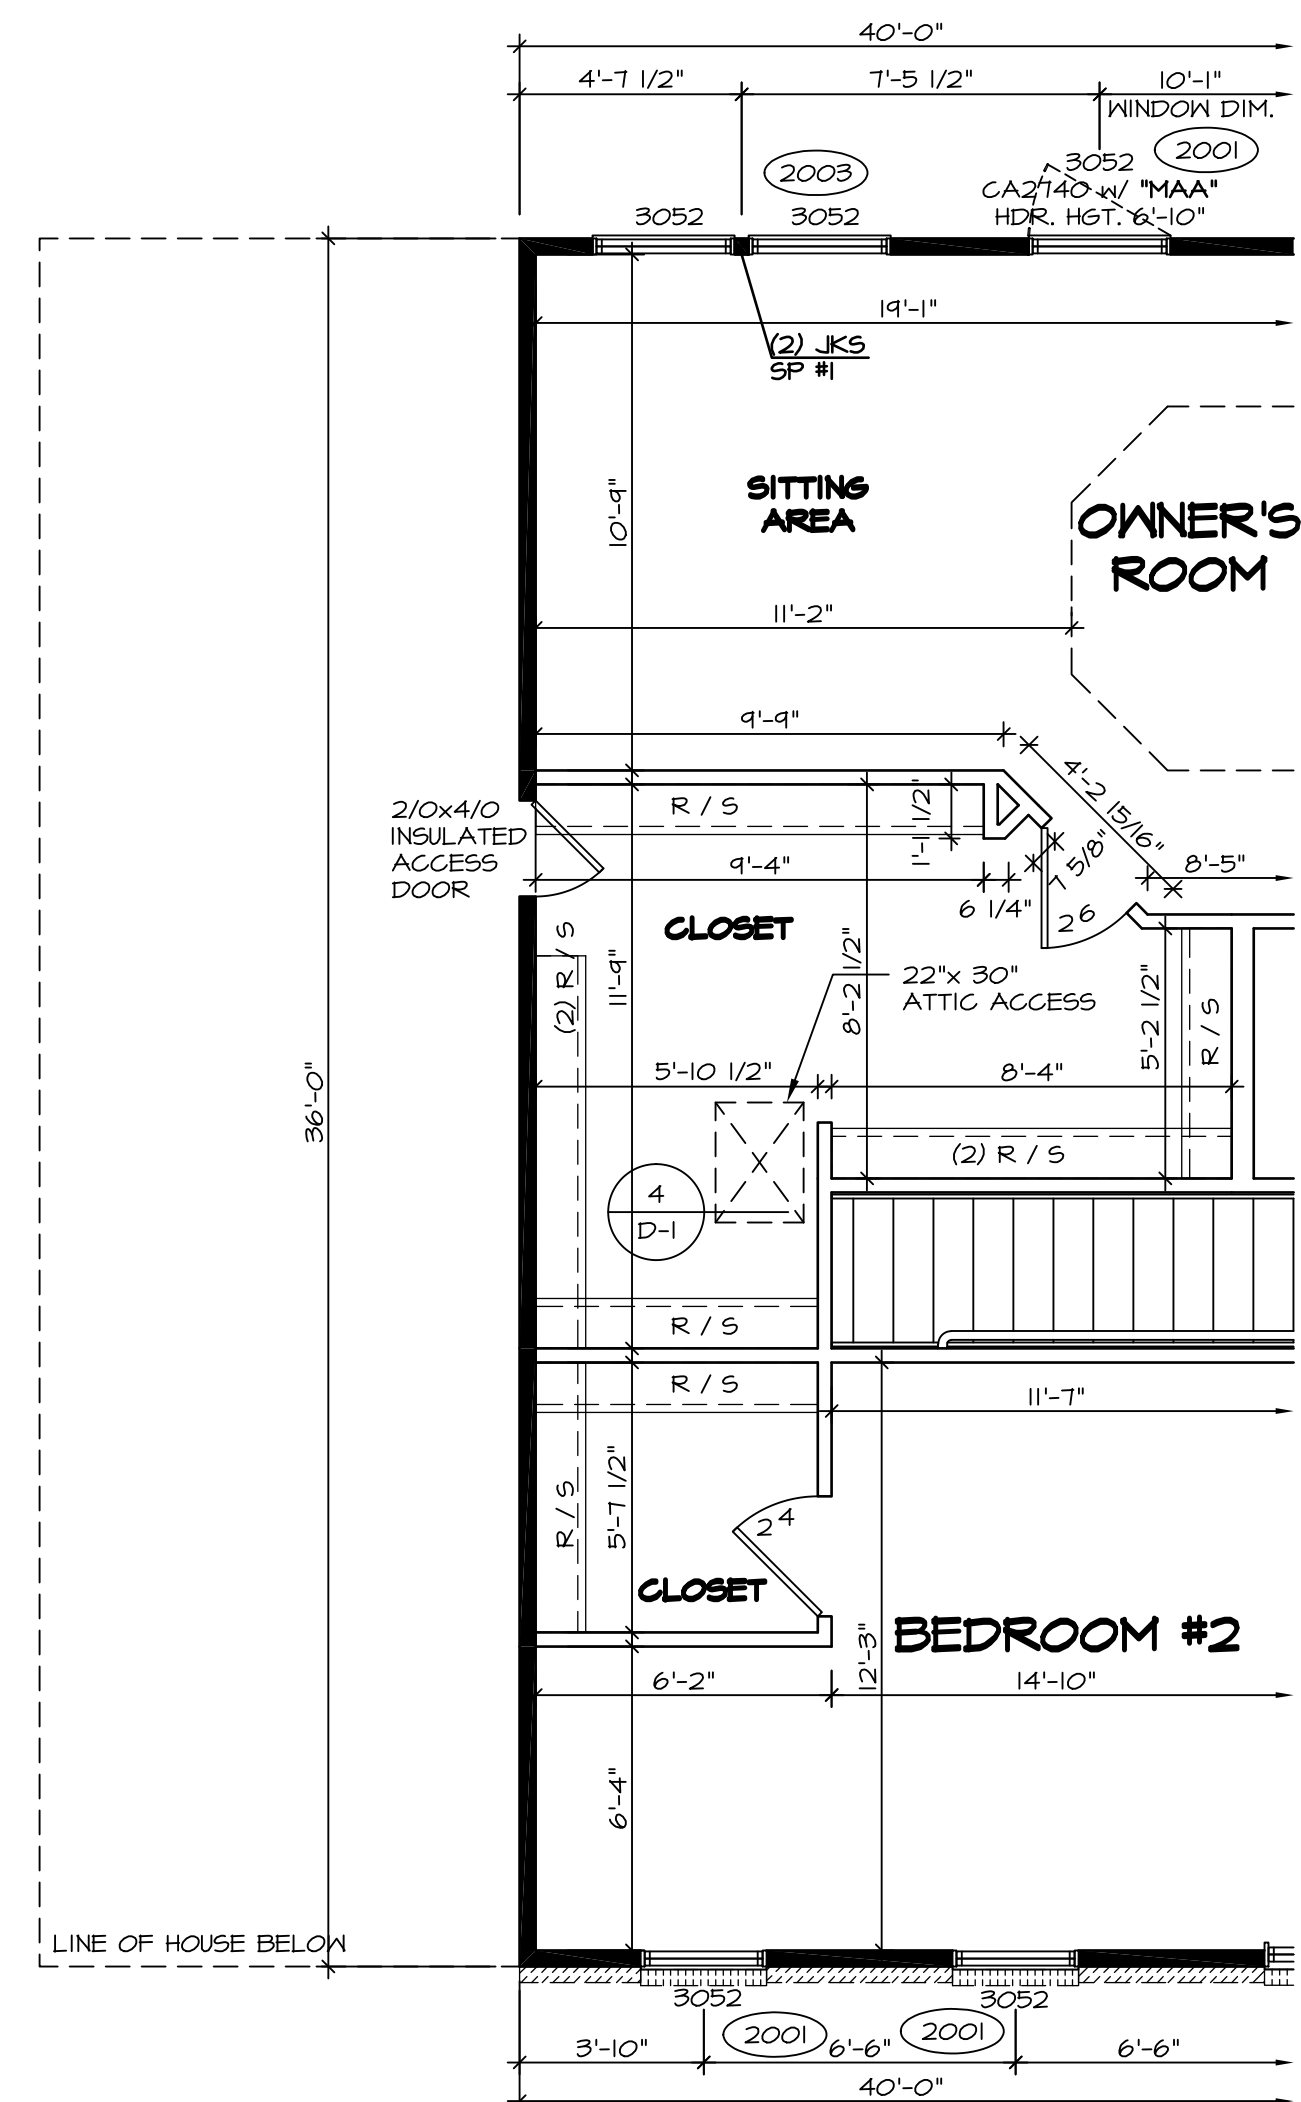 40'-0"
4'-7 1/2"
7'-5 1/2"
10'-1"
WINDOW DIM.
2003
3052
2001
CA2740 w/ "MAA"
3052
3052
HDR. HGT. 6'-10"
19'-1"
(2) JKS
SP #1
10'-9"
SITTING
AREA
OWNER'S
ROOM
11'-2"
9'-9"
4'-2 15/16"
2/0x4/0
INSULATED
ACCESS
DOOR
R / S
1'-1 1/2"
7 5/8"
9'-4"
8'-5"
6 1/4"
2 6
CLOSET
(2) R / S
11'-9"
8'-2 1/2"
22"x 30"
ATTIC ACCESS
5'-2 1/2"
R / S
36'-0"
5'-10 1/2"
8'-4"
(2) R / S
4
D-1
R / S
R / S
11'-7"
R / S
5'-7 1/2"
2 4
CLOSET
BEDROOM #2
12'-3"
6'-2"
14'-10"
6'-4"
LINE OF HOUSE BELOW
3052
3052
2001
2001
3'-10"
6'-6"
6'-6"
40'-0"